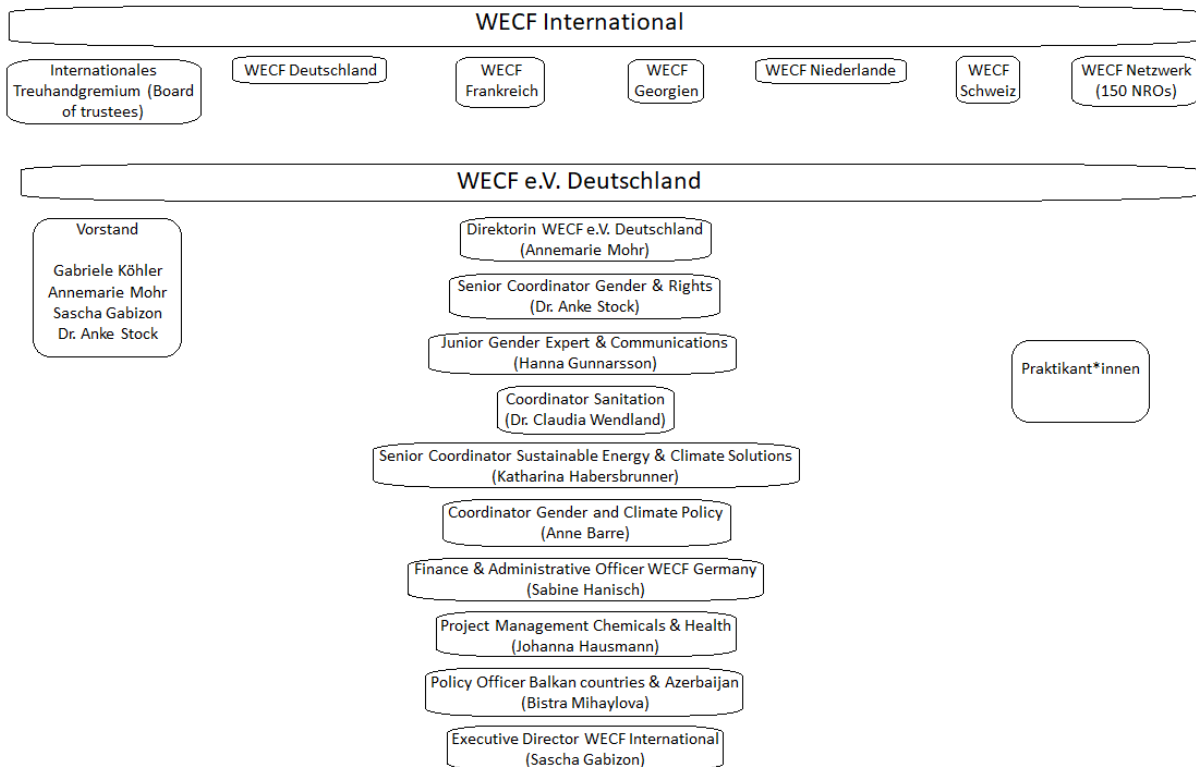 WECF International
Internationales
Treuhandgremium (Board
of trustees)
WECF Deutschland
WECF
Frankreich
WECF
Georgien
WECF Niederlande
WECF
Schweiz
WECF Netzwerk
(150 NROs)
WECF e.V. Deutschland
Vorstand
Gabriele Köhler
Annemarie Mohr
Sascha Gabizon
Dr. Anke Stock
Direktorin WECF e.V. Deutschland
(Annemarie Mohr)
Senior Coordinator Gender & Rights
(Dr. Anke Stock)
Junior Gender Expert & Communications
(Hanna Gunnarsson)
Coordinator Sanitation
(Dr. Claudia Wendland)
Senior Coordinator Sustainable Energy & Climate Solutions
(Katharina Habersbrunner)
Coordinator Gender and Climate Policy
(Anne Barre)
Finance & Administrative Officer WECF Germany
(Sabine Hanisch)
Project Management Chemicals & Health
(Johanna Hausmann)
Policy Officer Balkan countries & Azerbaijan
(Bistra Mihaylova)
Executive Director WECF International
(Sascha Gabizon)
Praktikant*innen